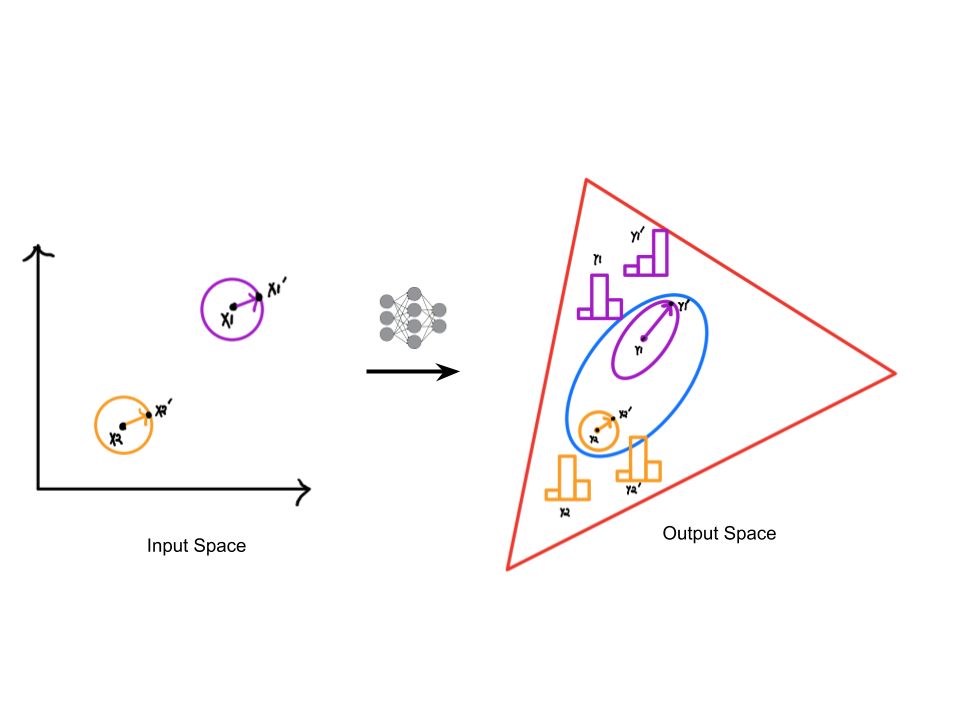 X1
X1'
X2
X2'
Input Space
Y1'
Y1
Y1'
Y1
Y2'
Y2
Y2'
Y2
Output Space